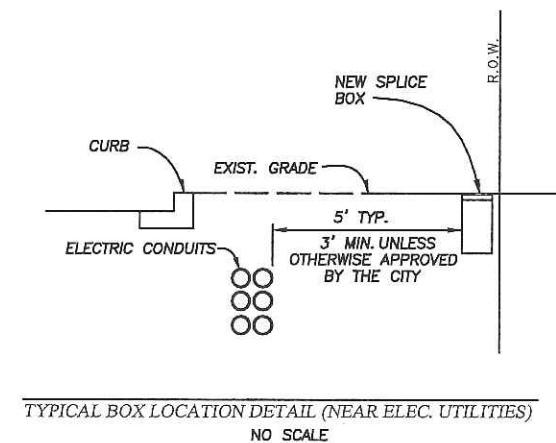 R.O.W.
NEW SPLICE
BOX
CURB
EXIST. GRADE
5' TYP.
ELECTRIC CONDUITS
3' MIN. UNLESS
OTHERWISE APPROVED
BY THE CITY
TYPICAL BOX LOCATION DETAIL (NEAR ELEC. UTILITIES)
NO SCALE